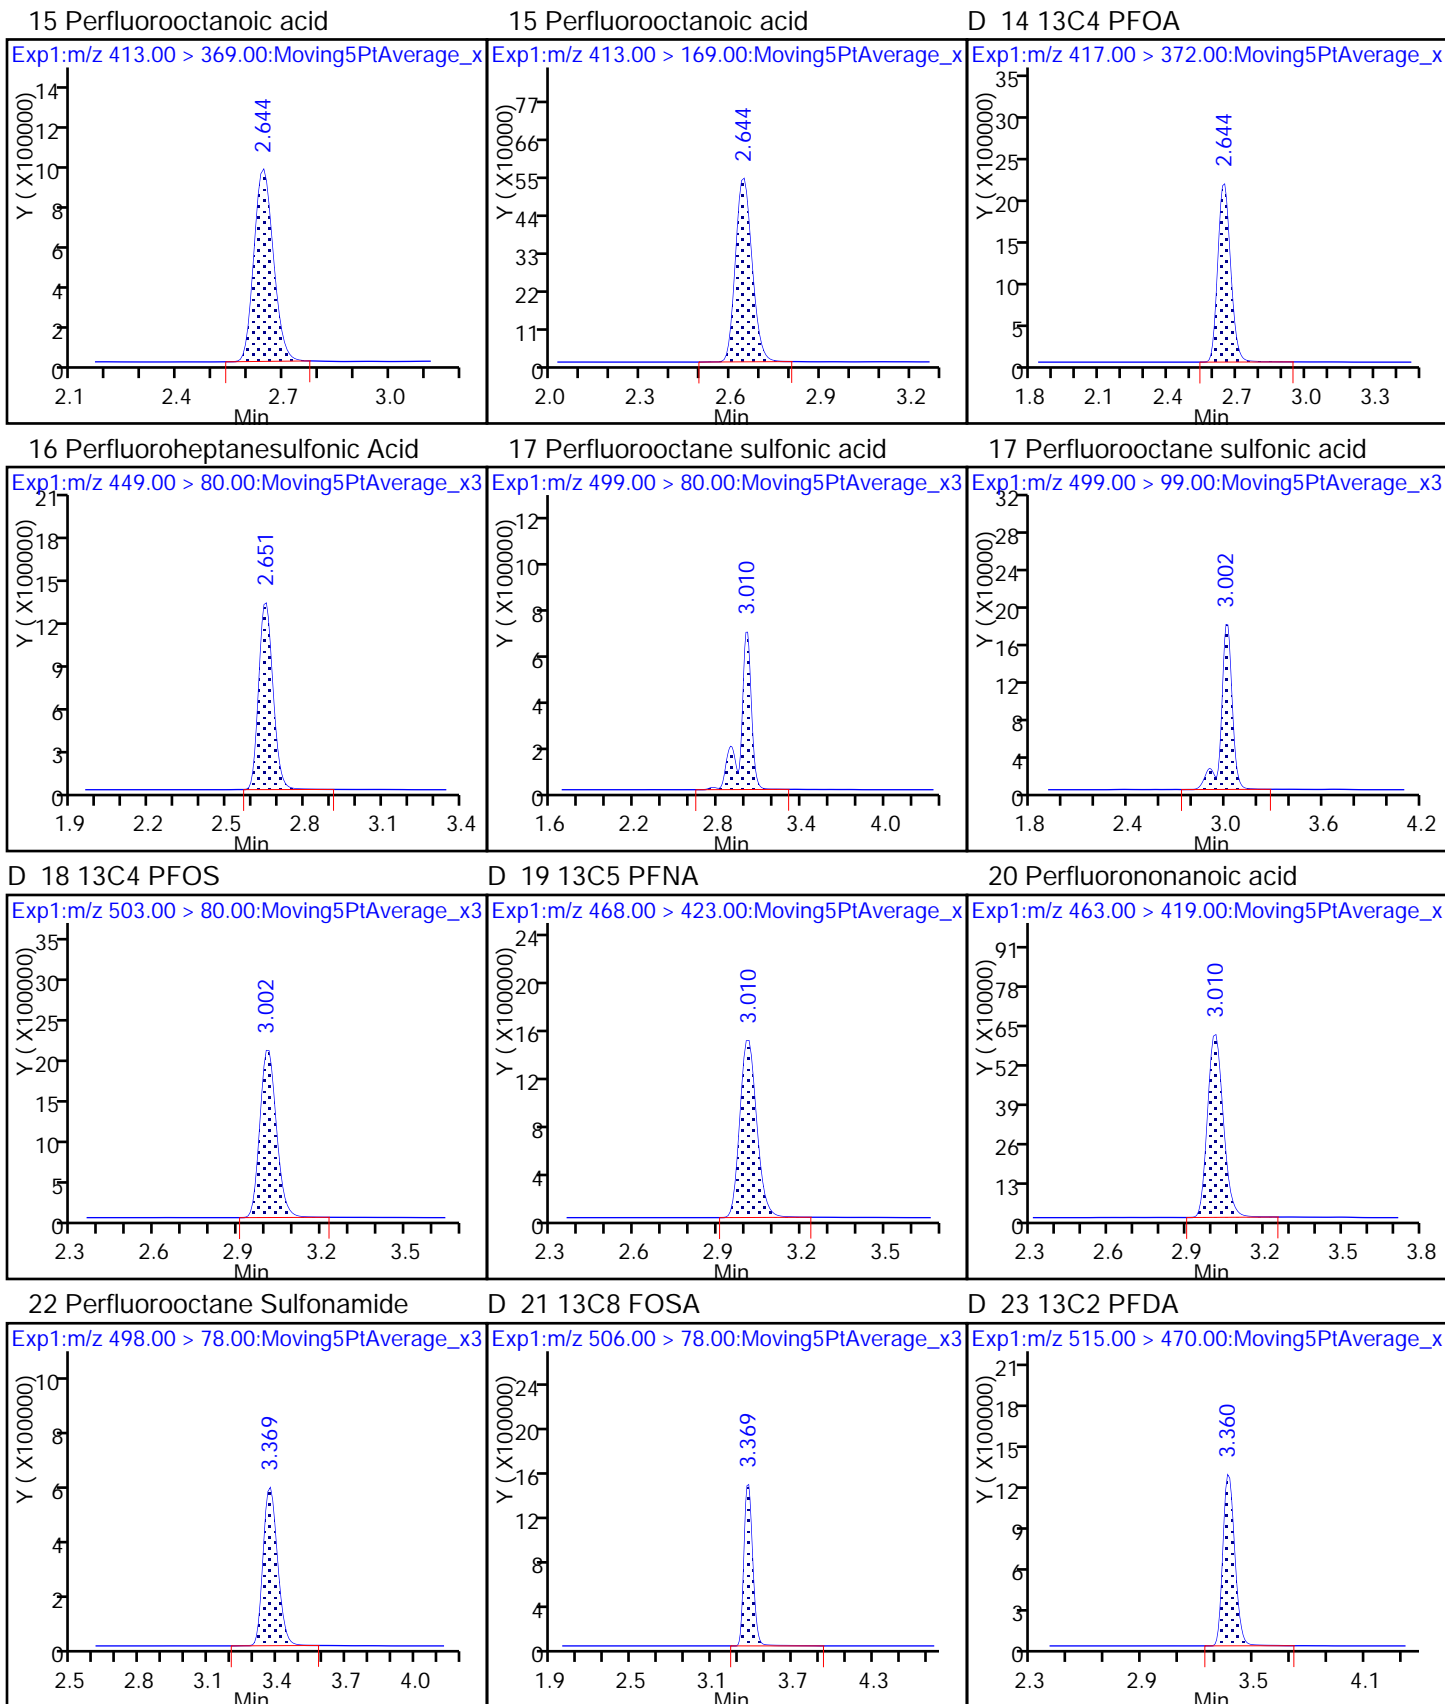 15 Perfluorooctanoic acid
Exp1:m/z 413.00 > 369.00:Moving5PtAverage_x
Y ( X100000)
14
12
10
8
6
4
2
0
2.644
2.1 2.4 2.7 3.0
Min
15 Perfluorooctanoic acid
Exp1:m/z 413.00 > 169.00:Moving5PtAverage_x
Y ( X10000)
77
66
55
44
33
22
11
0
2.644
2.0 2.3 2.6 2.9 3.2
Min
D 14 13C4 PFOA
Exp1:m/z 417.00 > 372.00:Moving5PtAverage_x
Y ( X100000)
35
30
25
20
15
10
5
0
2.644
1.8 2.1 2.4 2.7 3.0 3.3
Min
16 Perfluoroheptanesulfonic Acid
Exp1:m/z 449.00 > 80.00:Moving5PtAverage_x3
Y ( X100000)
21
18
15
12
9
6
3
0
2.651
1.9 2.2 2.5 2.8 3.1 3.4
Min
17 Perfluorooctane sulfonic acid
Exp1:m/z 499.00 > 80.00:Moving5PtAverage_x3
Y ( X100000)
12
10
8
6
4
2
0
3.010
1.6 2.2 2.8 3.4 4.0
Min
17 Perfluorooctane sulfonic acid
Exp1:m/z 499.00 > 99.00:Moving5PtAverage_x3
Y ( X10000)
32
28
24
20
16
12
8
4
0
3.002
1.8 2.4 3.0 3.6 4.2
Min
D 18 13C4 PFOS
Exp1:m/z 503.00 > 80.00:Moving5PtAverage_x3
Y ( X100000)
35
30
25
20
15
10
5
0
3.002
2.3 2.6 2.9 3.2 3.5
Min
D 19 13C5 PFNA
Exp1:m/z 468.00 > 423.00:Moving5PtAverage_x
Y ( X100000)
24
20
16
12
8
4
0
3.010
2.3 2.6 2.9 3.2 3.5
Min
20 Perfluorononanoic acid
Exp1:m/z 463.00 > 419.00:Moving5PtAverage_x
Y ( X10000)
91
78
65
52
39
26
13
0
3.010
2.3 2.6 2.9 3.2 3.5 3.8
Min
22 Perfluorooctane Sulfonamide
Exp1:m/z 498.00 > 78.00:Moving5PtAverage_x3
Y ( X100000)
10
8
6
4
2
0
3.369
2.5 2.8 3.1 3.4 3.7 4.0
Min
D 21 13C8 FOSA
Exp1:m/z 506.00 > 78.00:Moving5PtAverage_x3
Y ( X100000)
24
20
16
12
8
4
0
3.369
1.9 2.5 3.1 3.7 4.3
Min
D 23 13C2 PFDA
Exp1:m/z 515.00 > 470.00:Moving5PtAverage_x
Y ( X100000)
21
18
15
12
9
6
3
0
3.360
2.3 2.9 3.5 4.1
Min